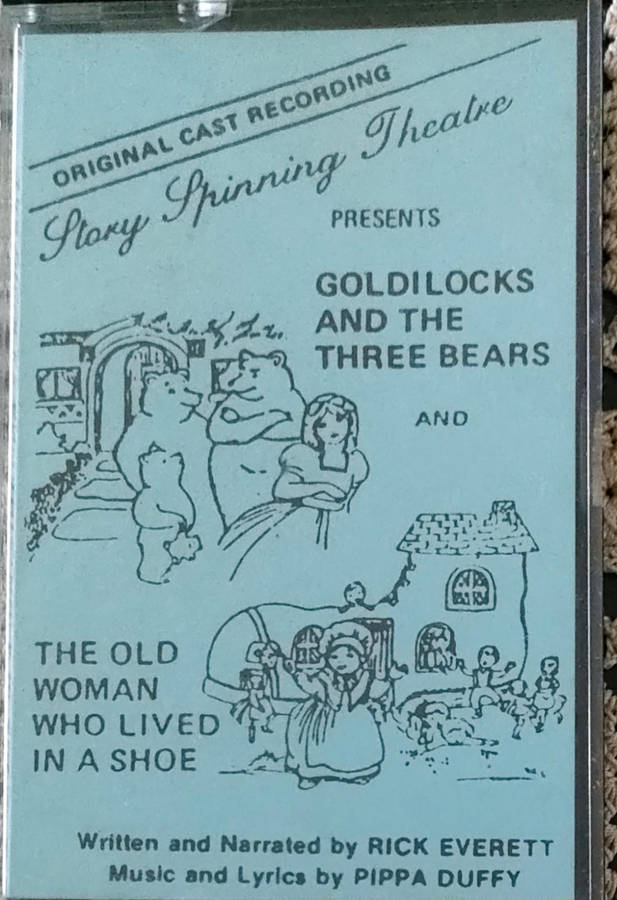 ORIGINAL CAST RECORDING
Story Spinning Theatre
PRESENTS
GOLDILOCKS
AND THE
THREE BEARS
AND
THE OLD
WOMAN
WHO LIVED
IN A SHOE
Written and Narrated by RICK EVERETT
Music and Lyrics by PIPPA DUFFY